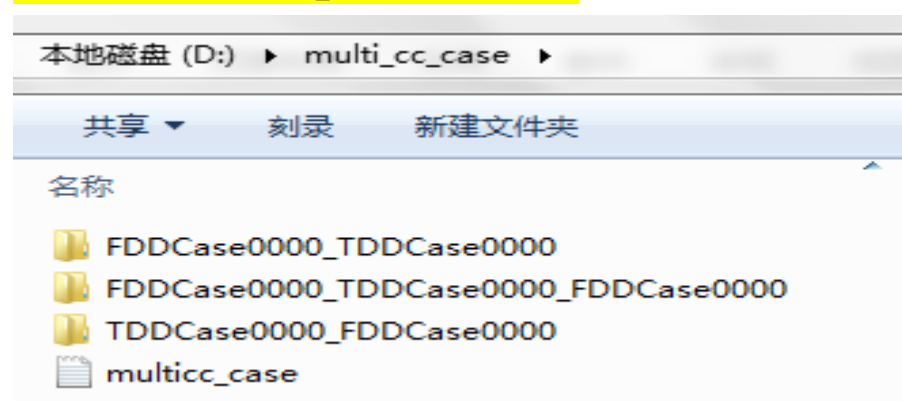 本地磁盘 (D:) ▶ multi_cc_case ▶
共享 ▼ 刻录 新建文件夹
名称
FDDCase0000_TDDCase0000
FDDCase0000_TDDCase0000_FDDCase0000
TDDCase0000_FDDCase0000
multicc_case